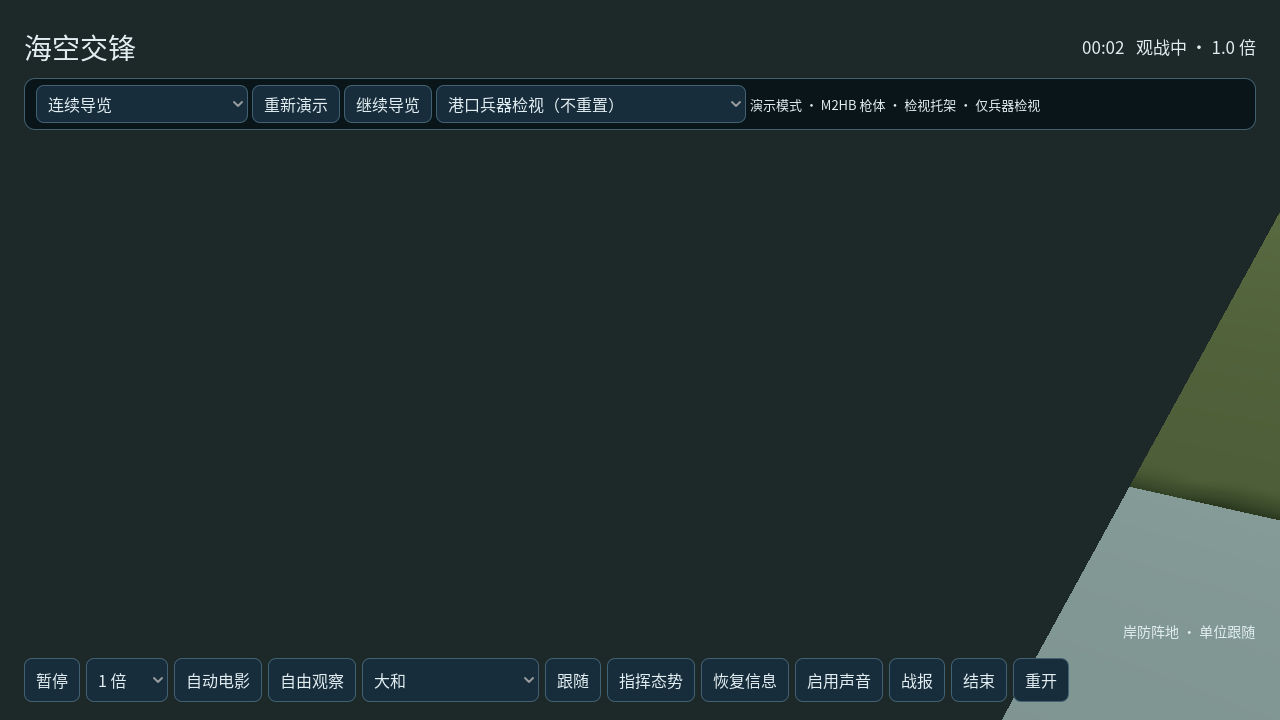 海空交锋
00:02 观战中 · 1.0 倍
连续导览 重新演示 继续导览 港口兵器检视（不重置） 演示模式 · M2HB 枪体 · 检视托架 · 仅兵器检视
岸防阵地 · 单位跟随
暂停 1 倍 自动电影 自由观察 大和 跟随 指挥态势 恢复信息 启用声音 战报 结束 重开